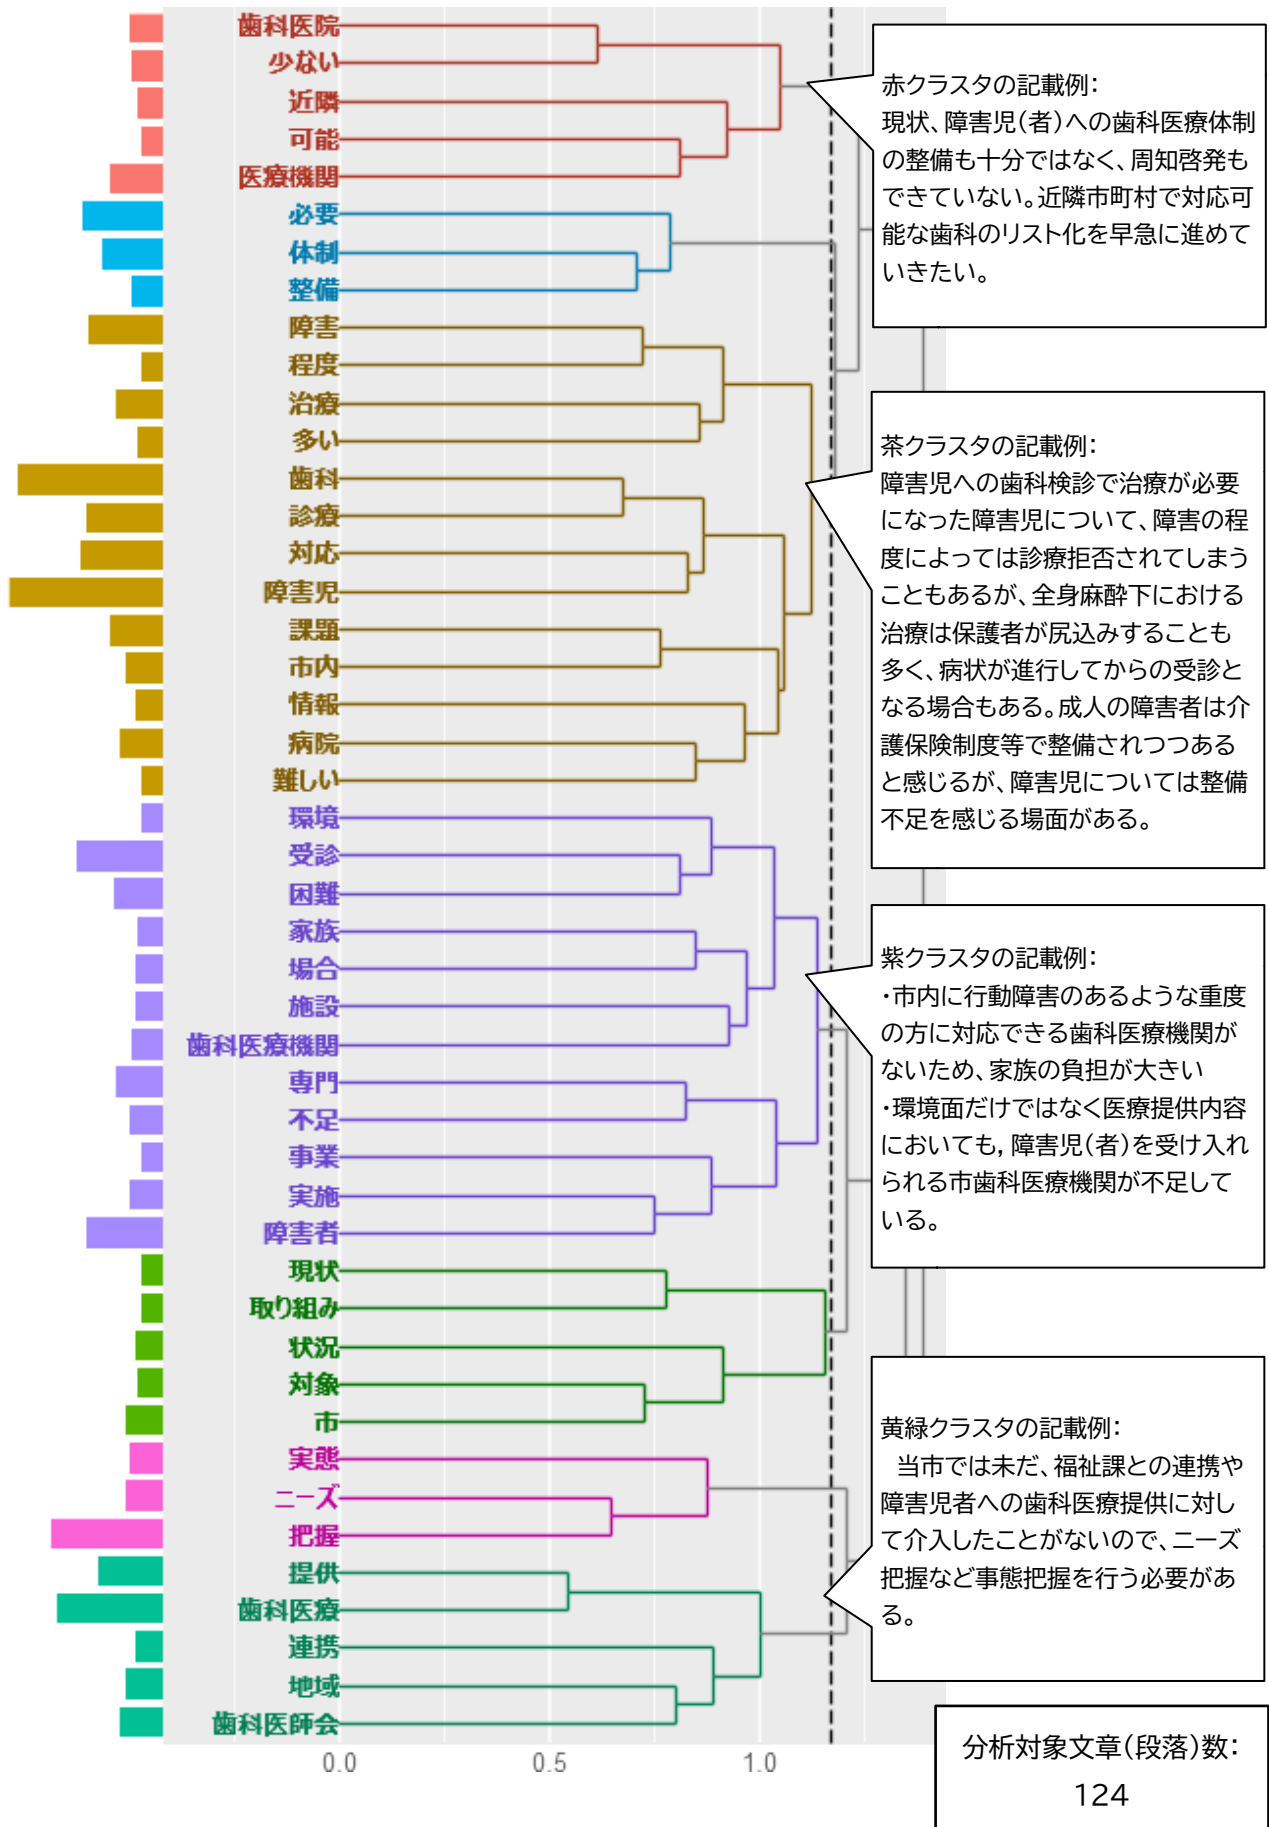 歯科医院
少ない
近隣
可能
医療機関
必要
体制
整備
障害
程度
治療
多い
歯科
診療
対応
障害児
課題
市内
情報
病院
難しい
環境
受診
困難
家族
場合
施設
歯科医療機関
専門
不足
事業
実施
障害者
現状
取り組み
状況
対象
市
実態
ニーズ
把握
提供
歯科医療
連携
地域
歯科医師会
0.0 0.5 1.0
赤クラスタの記載例：
現状、障害児（者）への歯科医療体制
の整備も十分ではなく、周知啓発も
できていない。近隣市町村で対応可
能な歯科のリスト化を早急に進めて
いきたい。
茶クラスタの記載例：
障害児への歯科検診で治療が必要
になった障害児について、障害の程
度によっては診療拒否されてしまう
こともあるが、全身麻酔下における
治療は保護者が尻込みすることも
多く、病状が進行してからの受診と
なる場合もある。成人の障害者は介
護保険制度等で整備されつつある
と感じるが、障害児については整備
不足を感じる場面がある。
紫クラスタの記載例：
・市内に行動障害のあるような重度
の方に対応できる歯科医療機関が
ないため、家族の負担が大きい
・環境面だけではなく医療提供内容
においても，障害児（者）を受け入れ
られる市歯科医療機関が不足して
いる。
黄緑クラスタの記載例：
当市では未だ、福祉課との連携や
障害児者への歯科医療提供に対し
て介入したことがないので、ニーズ
把握など事態把握を行う必要があ
る。
分析対象文章（段落）数：
124